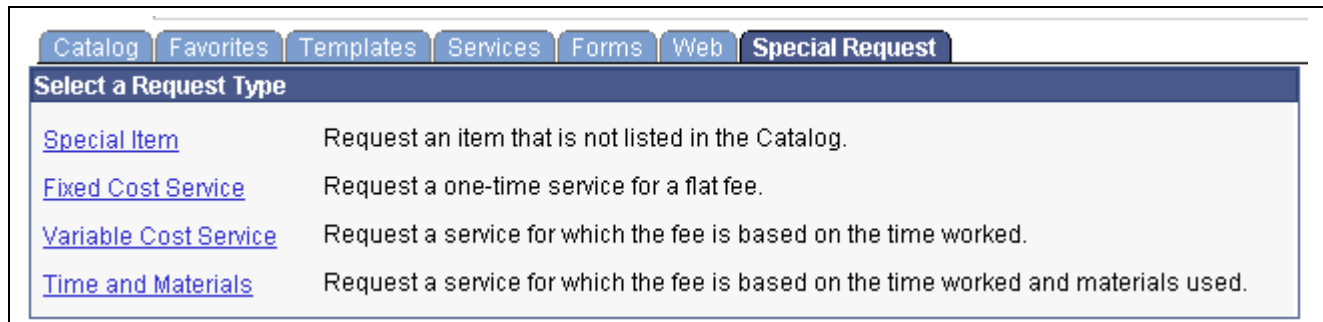 Catalog Favorites Templates Services Forms Web Special Request
Select a Request Type
Special Item Request an item that is not listed in the Catalog.
Fixed Cost Service Request a one-time service for a flat fee.
Variable Cost Service Request a service for which the fee is based on the time worked.
Time and Materials Request a service for which the fee is based on the time worked and materials used.